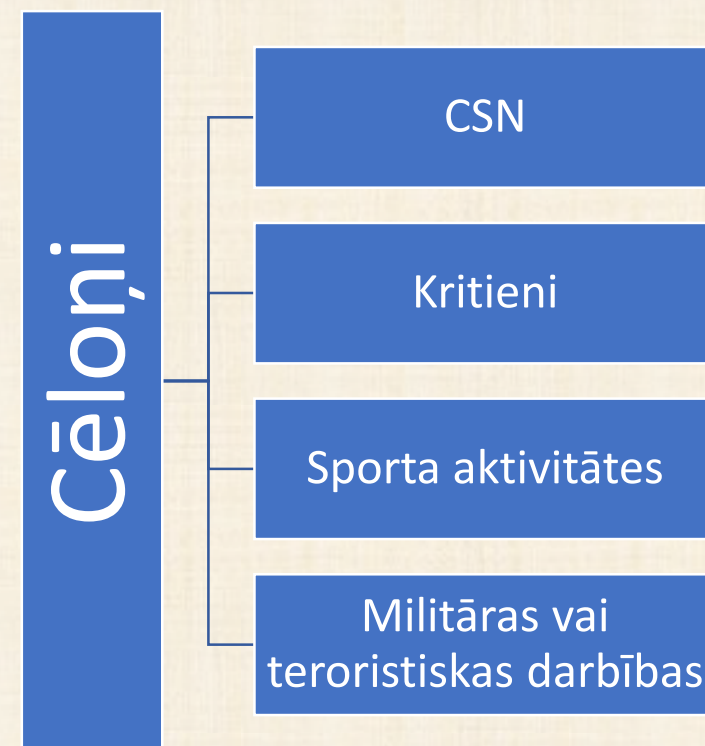 Cēloņi
CSN
Kritieni
Sporta aktivitātes
Militāras vai
teroristiskas darbības